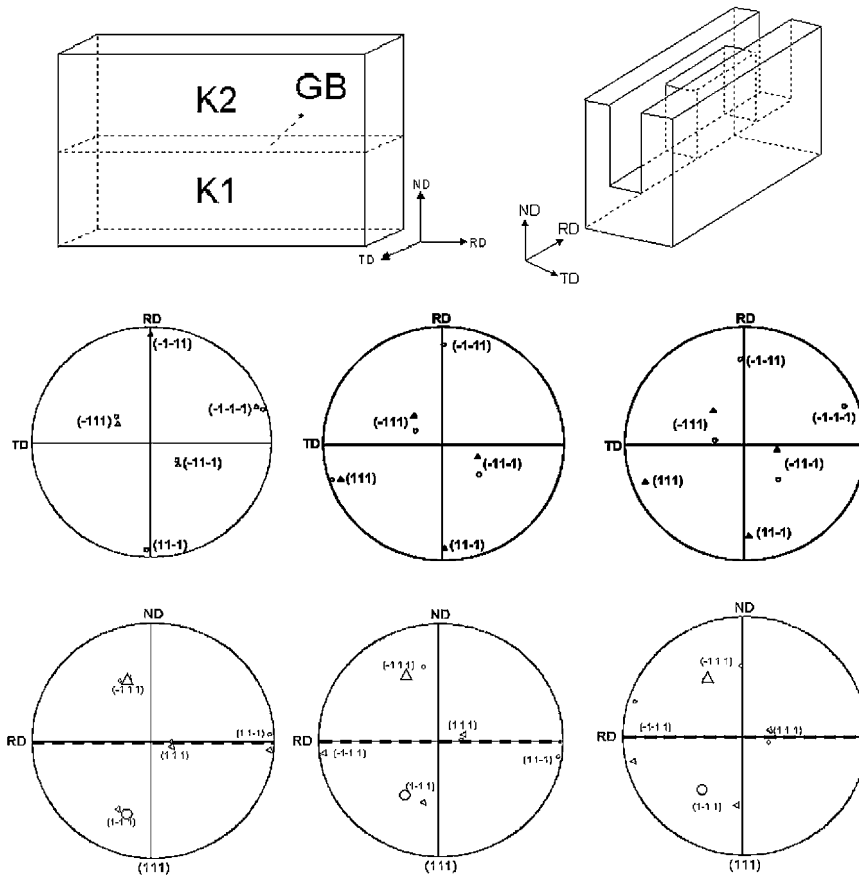 K2
GB
K1
ND
RD
TD
ND
RD
TD
RD
(-1-11)
(-111)
(-1-1-1)
TD
(-11-1)
(11-1)
RD
(-1-11)
(-111)
TD
(-11-1)
(111)
(11-1)
RD
(-1-11)
(-111)
(-1-1-1)
TD
(-11-1)
(111)
(11-1)
ND
(-1 1 1)
(1 1-1)
RD
(1 1 1)
(1-1 1)
(111)
ND
(-1 1 1)
(1 1 1)
RD
(-1-1 1)
(1 1-1)
(1-1 1)
(111)
ND
(-1 1 1)
(-1-1 1)
RD
(1 1 1)
(1-1 1)
(111)